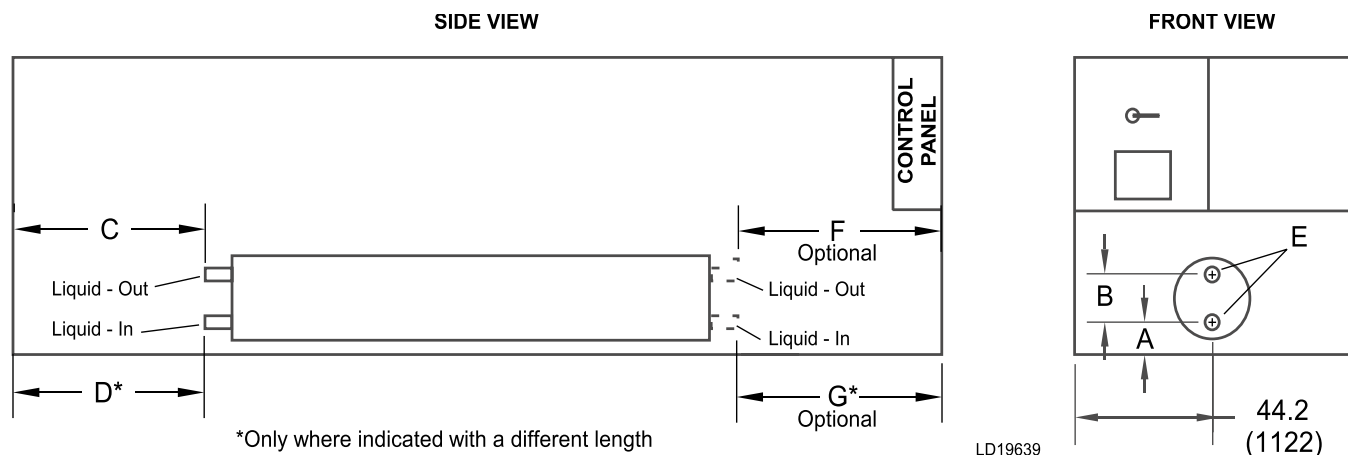 SIDE VIEW
FRONT VIEW
CONTROL
PANEL
C
F
Optional
E
Liquid - Out
Liquid - Out
B
Liquid - In
Liquid - In
A
D*
G*
Optional
44.2
(1122)
*Only where indicated with a different length
LD19639